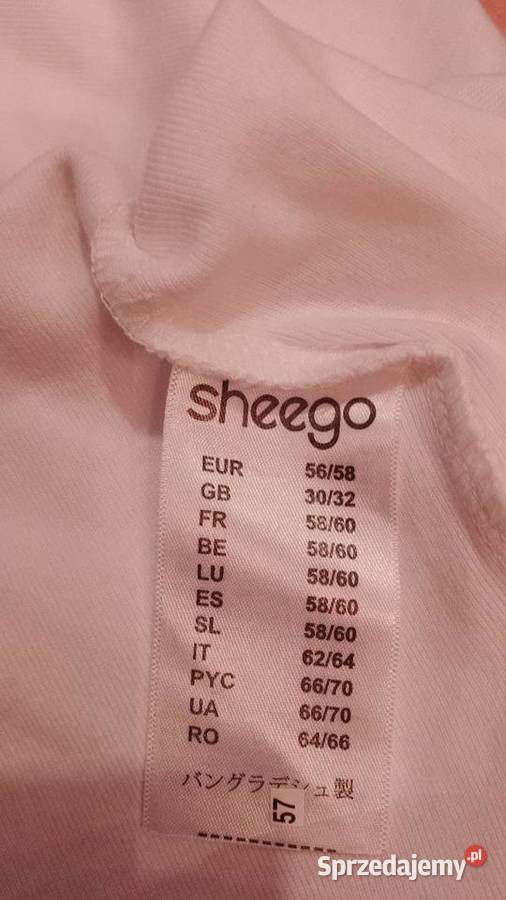 sheego
EUR 56/58
GB 30/32
FR 58/60
BE 58/60
LU 58/60
ES 58/60
SL 58/60
IT 62/64
PYC 66/70
UA 66/70
RO 64/66
バングラデシュ製
57
Sprzedajemy.pl